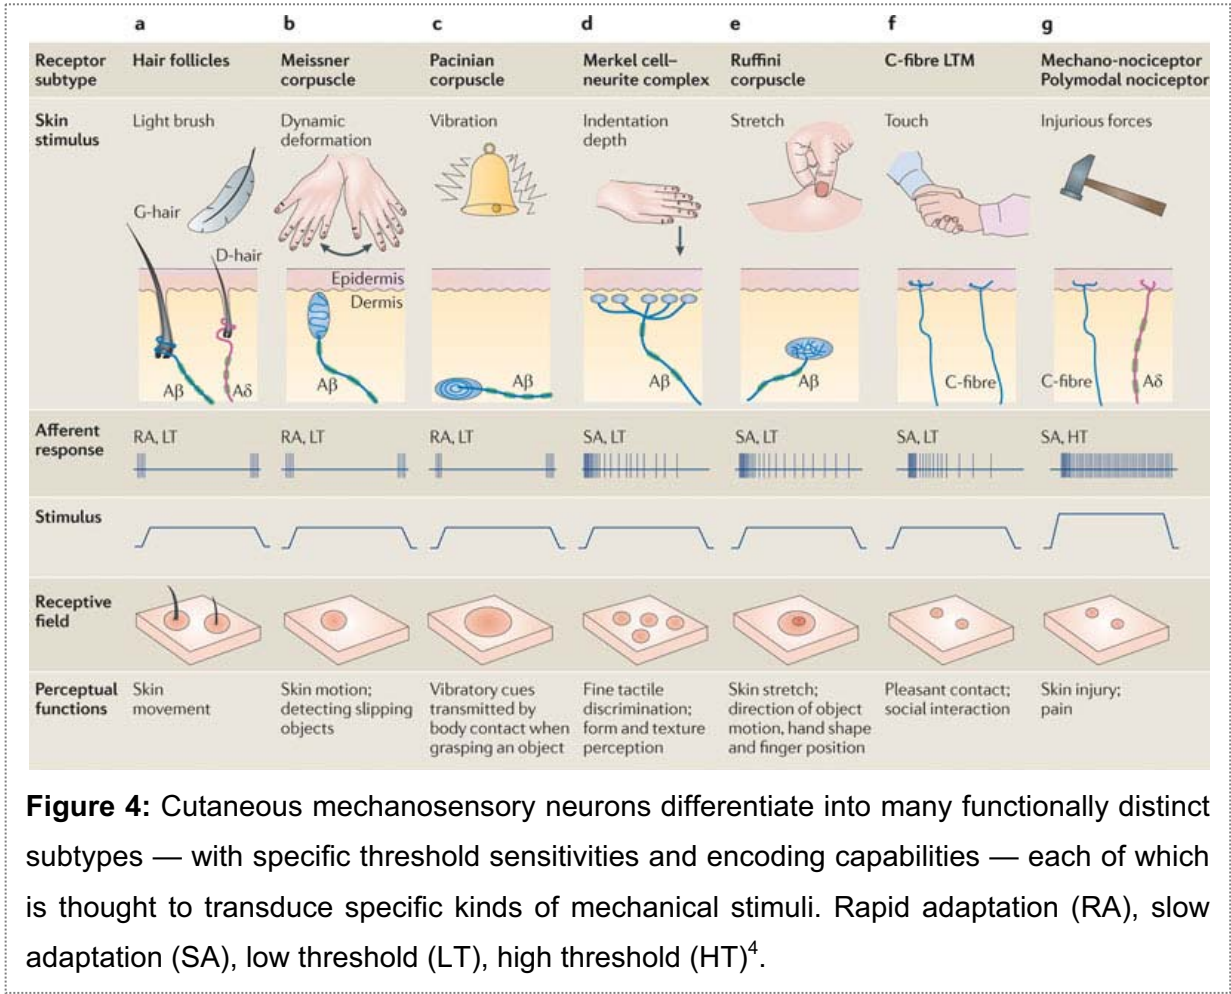 a b c d e f g
Receptor subtype
Hair follicles
Meissner corpuscle
Pacinian corpuscle
Merkel cell–neurite complex
Ruffini corpuscle
C-fibre LTM
Mechano-nociceptor
Polymodal nociceptor
Skin stimulus
Light brush
Dynamic deformation
Vibration
Indentation depth
Stretch
Touch
Injurious forces
G-hair
D-hair
Epidermis
Dermis
Aβ
Aδ
Aβ
Aβ
Aβ
Aβ
C-fibre
C-fibre
Aδ
Afferent response
RA, LT
RA, LT
RA, LT
SA, LT
SA, LT
SA, LT
SA, HT
Stimulus
Receptive field
Perceptual functions
Skin
movement
Skin motion;
detecting slipping
objects
Vibratory cues
transmitted by
body contact when
grasping an object
Fine tactile
discrimination;
form and texture
perception
Skin stretch;
direction of object
motion, hand shape
and finger position
Pleasant contact;
social interaction
Skin injury;
pain
Figure 4: Cutaneous mechanosensory neurons differentiate into many functionally distinct
subtypes — with specific threshold sensitivities and encoding capabilities — each of which
is thought to transduce specific kinds of mechanical stimuli. Rapid adaptation (RA), slow
adaptation (SA), low threshold (LT), high threshold (HT)⁴.